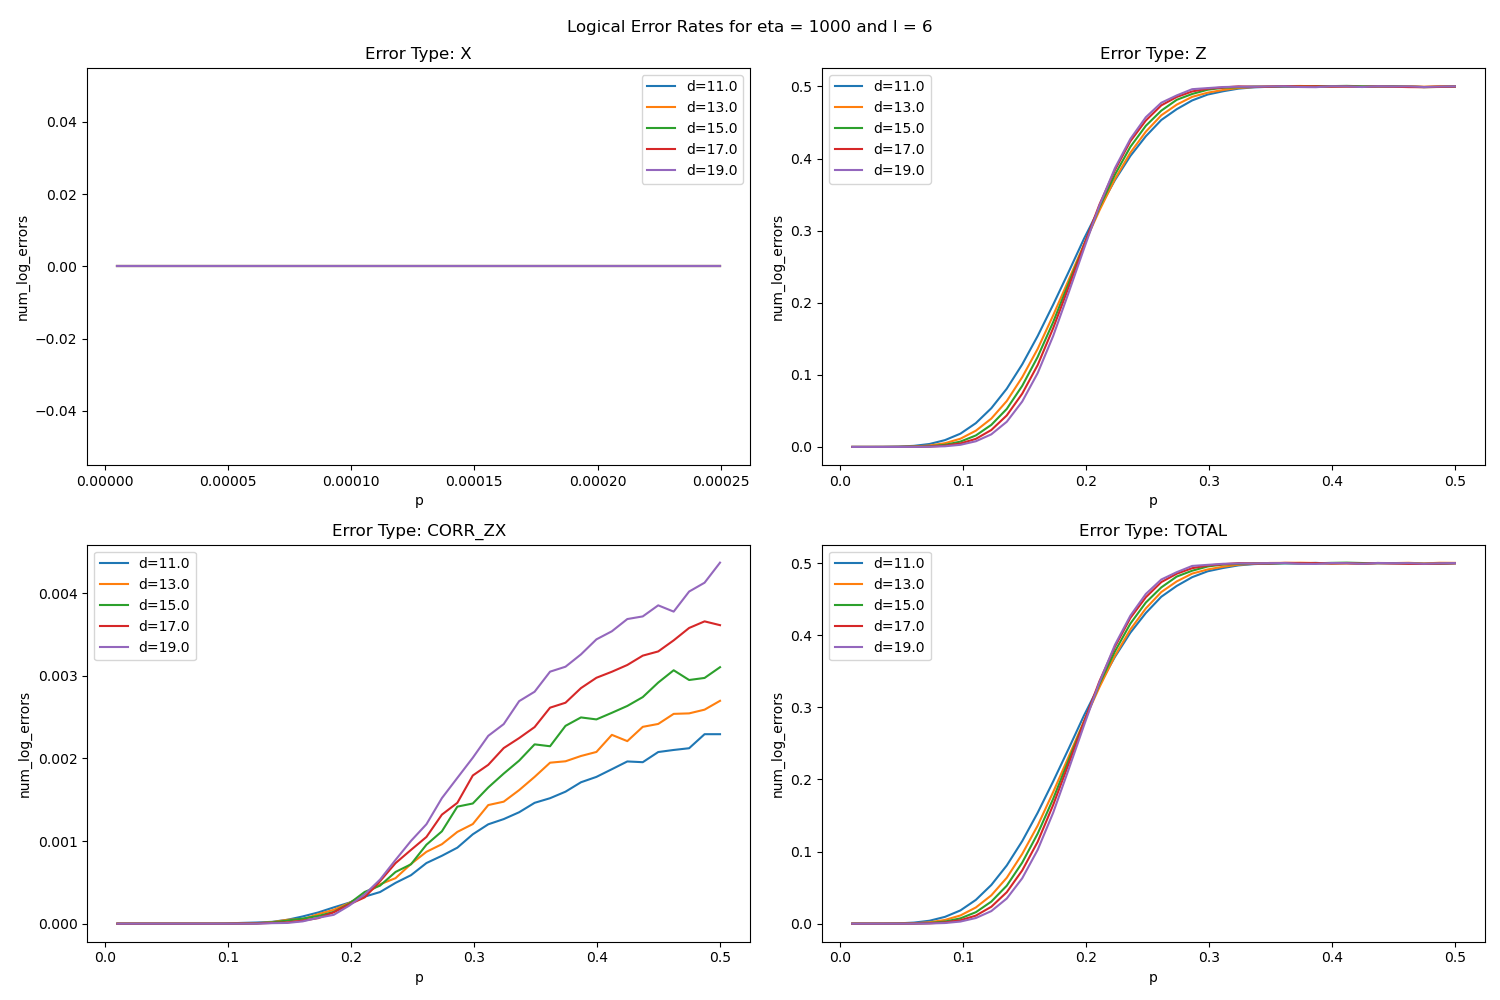 Logical Error Rates for eta = 1000 and l = 6
Error Type: X
num_log_errors
0.04
0.02
0.00
−0.02
−0.04
0.00000 0.00005 0.00010 0.00015 0.00020 0.00025
p
d=11.0
d=13.0
d=15.0
d=17.0
d=19.0
Error Type: Z
num_log_errors
0.5
0.4
0.3
0.2
0.1
0.0
0.0 0.1 0.2 0.3 0.4 0.5
p
d=11.0
d=13.0
d=15.0
d=17.0
d=19.0
Error Type: CORR_ZX
num_log_errors
0.004
0.003
0.002
0.001
0.000
0.0 0.1 0.2 0.3 0.4 0.5
p
d=11.0
d=13.0
d=15.0
d=17.0
d=19.0
Error Type: TOTAL
num_log_errors
0.5
0.4
0.3
0.2
0.1
0.0
0.0 0.1 0.2 0.3 0.4 0.5
p
d=11.0
d=13.0
d=15.0
d=17.0
d=19.0